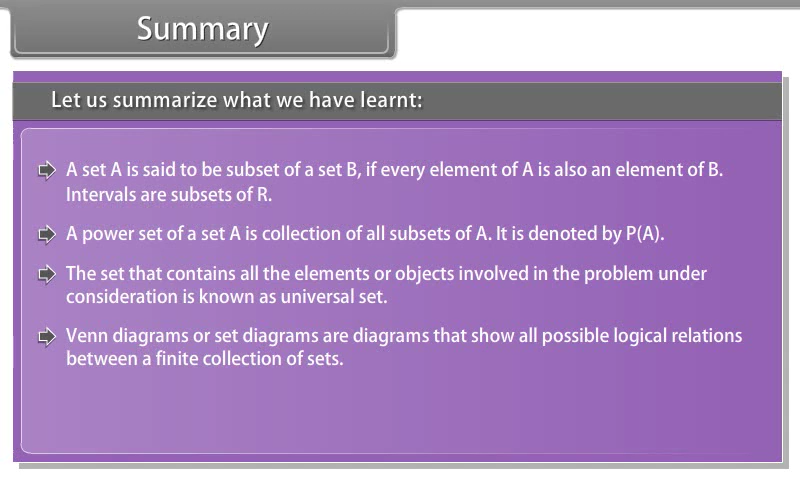 Summary
Let us summarize what we have learnt:
A set A is said to be subset of a set B, if every element of A is also an element of B.
Intervals are subsets of R.
A power set of a set A is collection of all subsets of A. It is denoted by P(A).
The set that contains all the elements or objects involved in the problem under
consideration is known as universal set.
Venn diagrams or set diagrams are diagrams that show all possible logical relations
between a finite collection of sets.